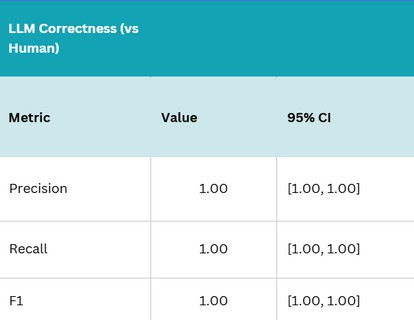 LLM Correctness (vs
Human)
Metric Value 95% CI
Precision 1.00 [1.00, 1.00]
Recall 1.00 [1.00, 1.00]
F1 1.00 [1.00, 1.00]